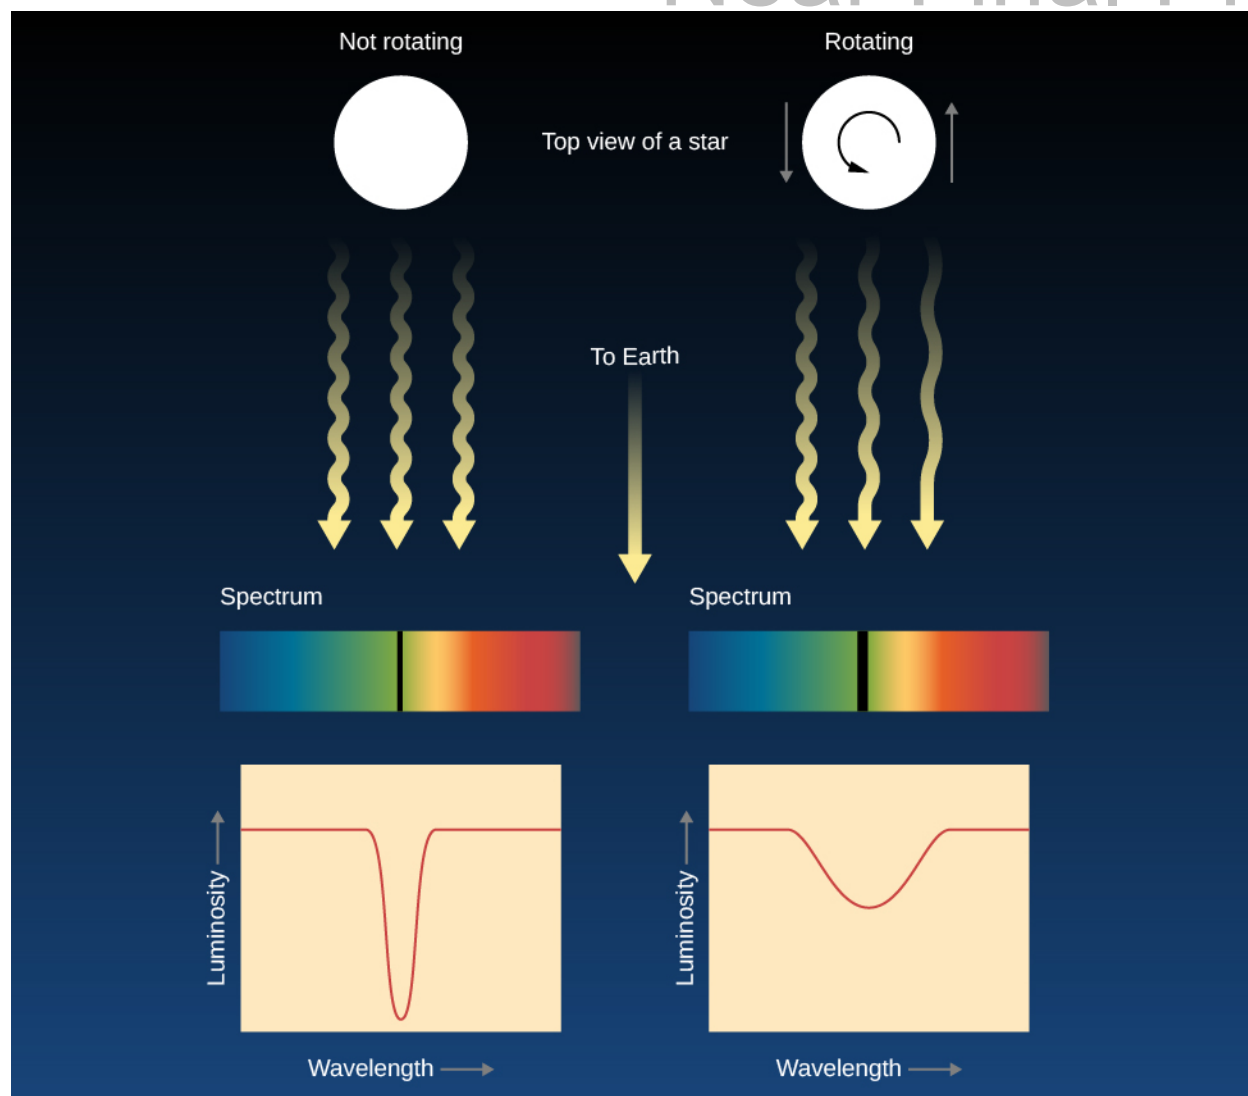 Not rotating
Rotating
Top view of a star
To Earth
Spectrum
Spectrum
Luminosity
Luminosity
Wavelength
Wavelength